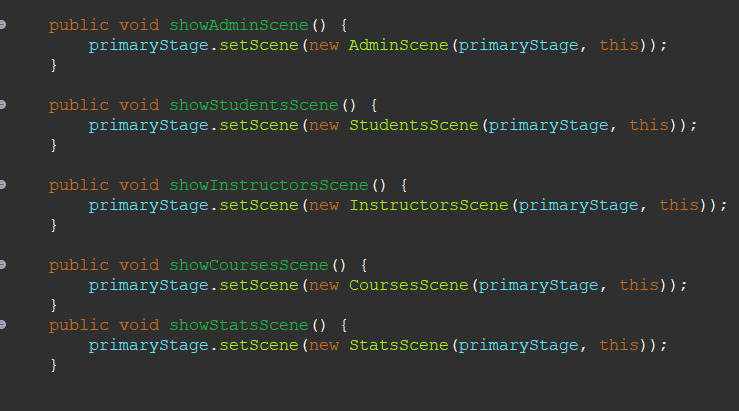 public void showAdminScene() {
primaryStage.setScene(new AdminScene(primaryStage, this));
}
public void showStudentsScene() {
primaryStage.setScene(new StudentsScene(primaryStage, this));
}
public void showInstructorsScene() {
primaryStage.setScene(new InstructorsScene(primaryStage, this));
}
public void showCoursesScene() {
primaryStage.setScene(new CoursesScene(primaryStage, this));
}
public void showStatsScene() {
primaryStage.setScene(new StatsScene(primaryStage, this));
}